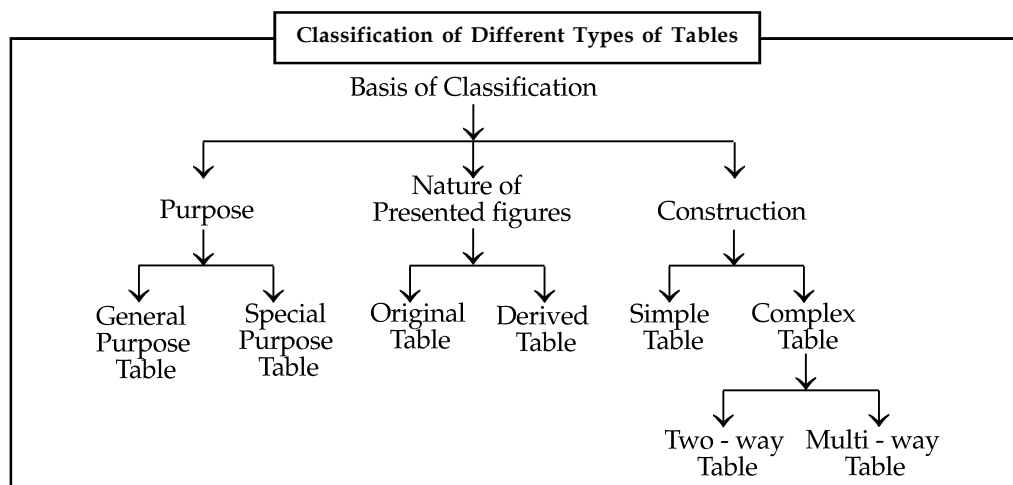 Classification of Different Types of Tables
Basis of Classification
Purpose
Nature of
Presented figures
Construction
General
Purpose
Table
Special
Purpose
Table
Original
Table
Derived
Table
Simple
Table
Complex
Table
Two - way
Table
Multi - way
Table